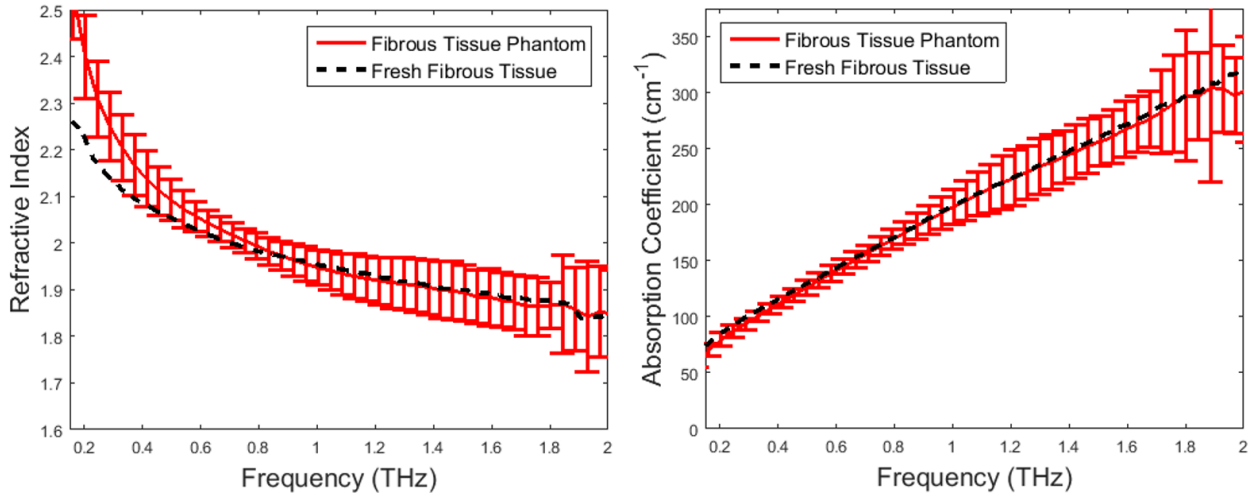 2.5
2.4
2.3
2.2
2.1
2
1.9
1.8
1.7
1.6
Refractive Index
Fibrous Tissue Phantom
Fresh Fibrous Tissue
0.2 0.4 0.6 0.8 1 1.2 1.4 1.6 1.8 2
Frequency (THz)
350
300
250
200
150
100
50
0
Absorption Coefficient (cm⁻¹)
Fibrous Tissue Phantom
Fresh Fibrous Tissue
0.2 0.4 0.6 0.8 1 1.2 1.4 1.6 1.8 2
Frequency (THz)